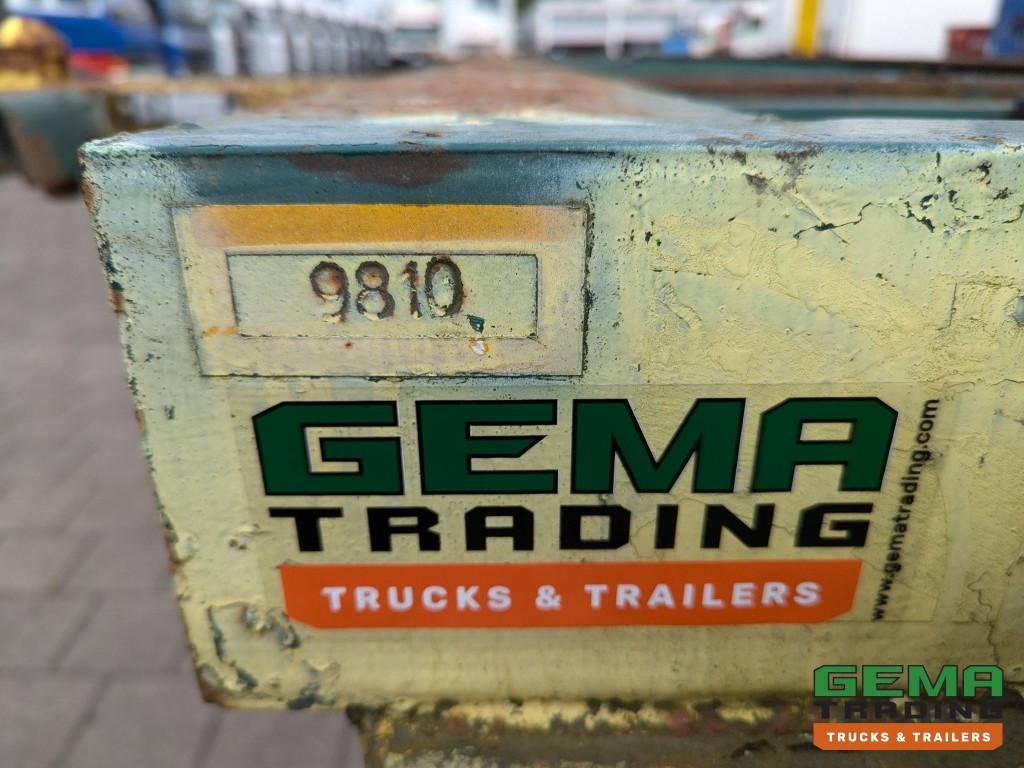 9810
GEMA
TRADING
TRUCKS & TRAILERS
www.gematrading.com
GEMA
TRADING
TRUCKS & TRAILERS